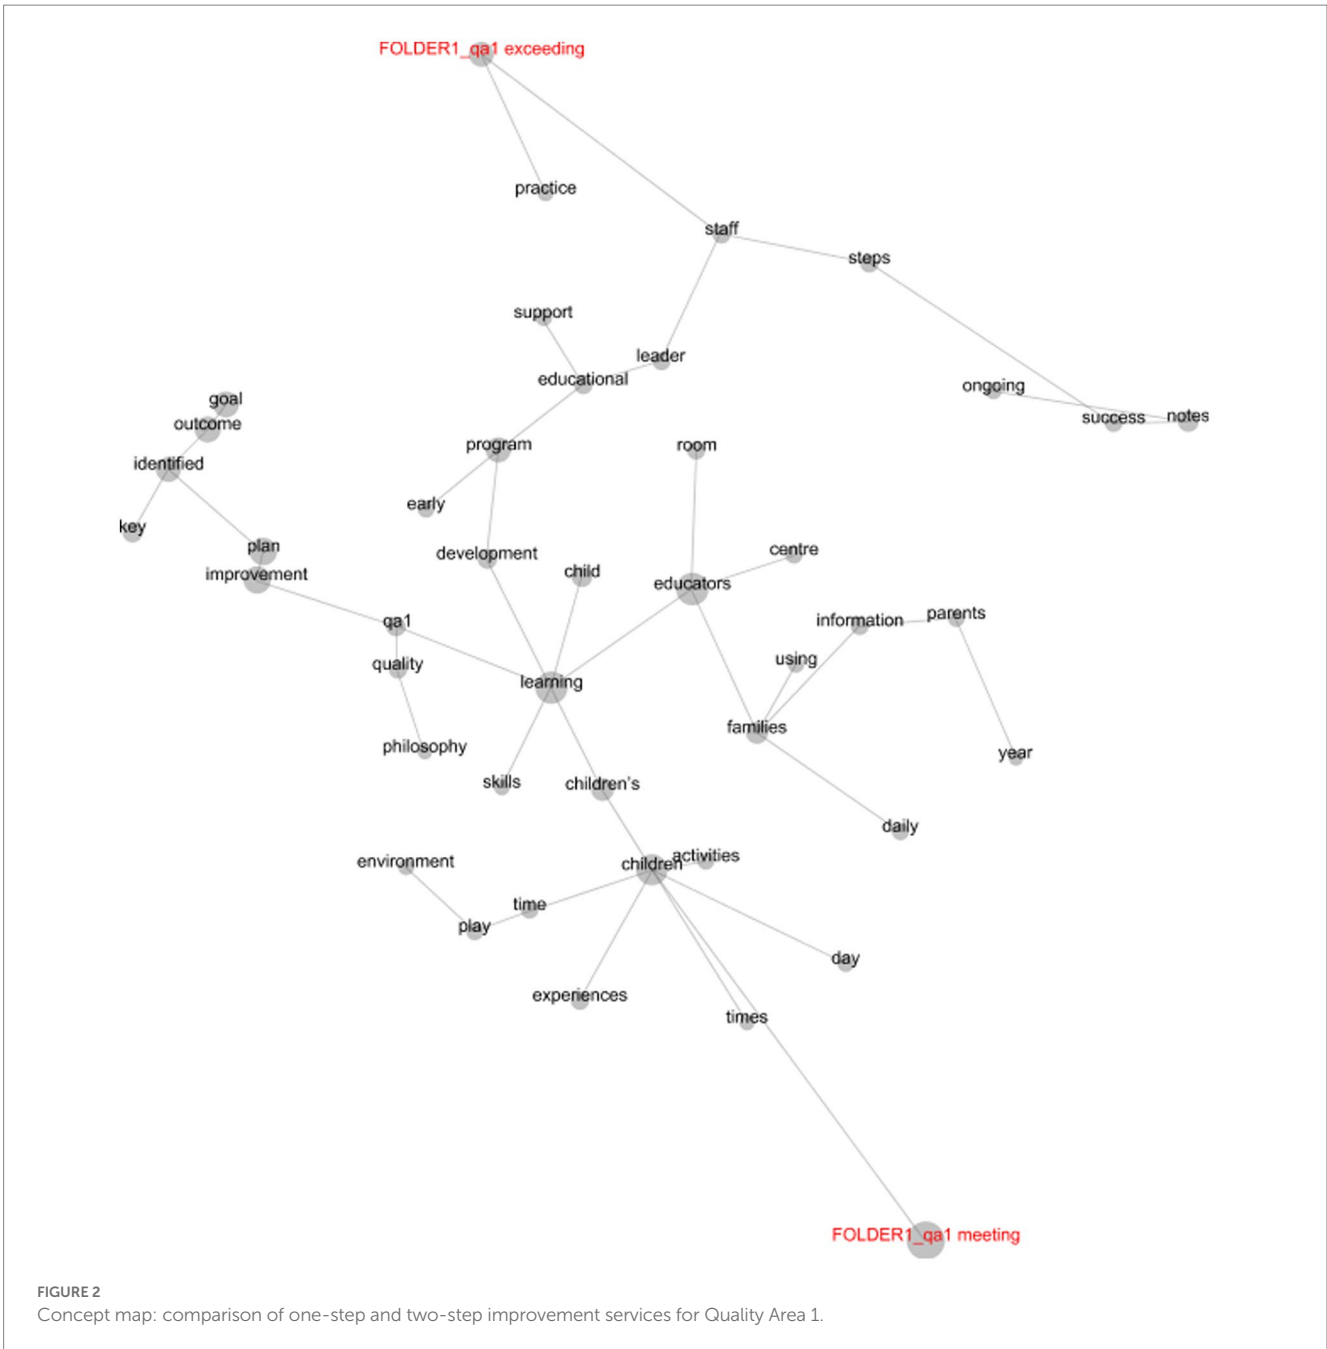 FOLDER1_qa1 exceeding
practice
staff
steps
support
leader
educational
ongoing
goal
success
notes
outcome
program
room
identified
early
key
plan
development
centre
improvement
child
educators
qa1
information
parents
quality
using
learning
families
philosophy
year
skills
children's
daily
environment
children
activities
time
play
day
experiences
times
FOLDER1_qa1 meeting
FIGURE 2
Concept map: comparison of one-step and two-step improvement services for Quality Area 1.